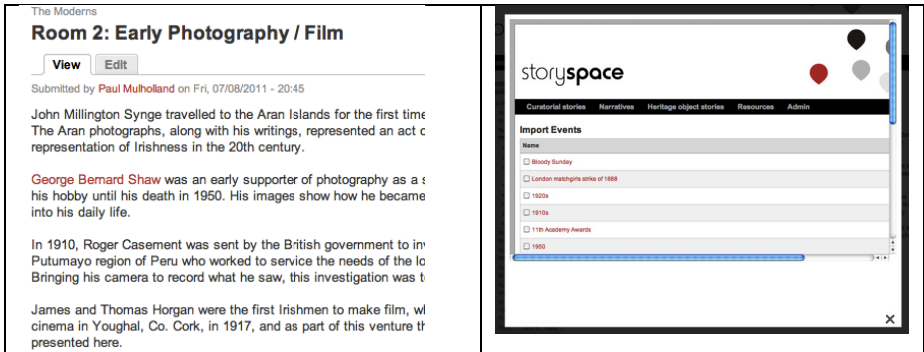 The Moderns
Room 2: Early Photography / Film
View Edit
Submitted by Paul Mulholland on Fri, 07/08/2011 - 20:45
John Millington Synge travelled to the Aran Islands for the first time
The Aran photographs, along with his writings, represented an act o
representation of Irishness in the 20th century.
George Bernard Shaw was an early supporter of photography as a s
his hobby until his death in 1950. His images show how he became
into his daily life.
In 1910, Roger Casement was sent by the British government to inv
Putumayo region of Peru who worked to service the needs of the lo
Bringing his camera to record what he saw, this investigation was t
James and Thomas Horgan were the first Irishmen to make film, wh
cinema in Youghal, Co. Cork, in 1917, and as part of this venture th
presented here.
storyspace
Curatorial stories Narratives Heritage object stories Resources Admin
Import Events
Name
Bloody Sunday
London matchgirls strike of 1888
1920s
1910s
11th Academy Awards
1950